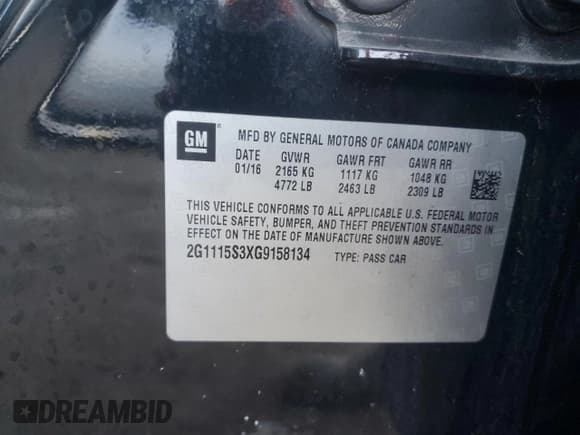 GM ®
MFD BY GENERAL MOTORS OF CANADA COMPANY
DATE GVWR GAWR FRT GAWR RR
01/16 2165 KG 1117 KG 1048 KG
4772 LB 2463 LB 2309 LB
THIS VEHICLE CONFORMS TO ALL APPLICABLE U.S. FEDERAL MOTOR
VEHICLE SAFETY, BUMPER, AND THEFT PREVENTION STANDARDS IN
EFFECT ON THE DATE OF MANUFACTURE SHOWN ABOVE.
2G1115S3XG9158134 TYPE: PASS CAR
DREAMBID